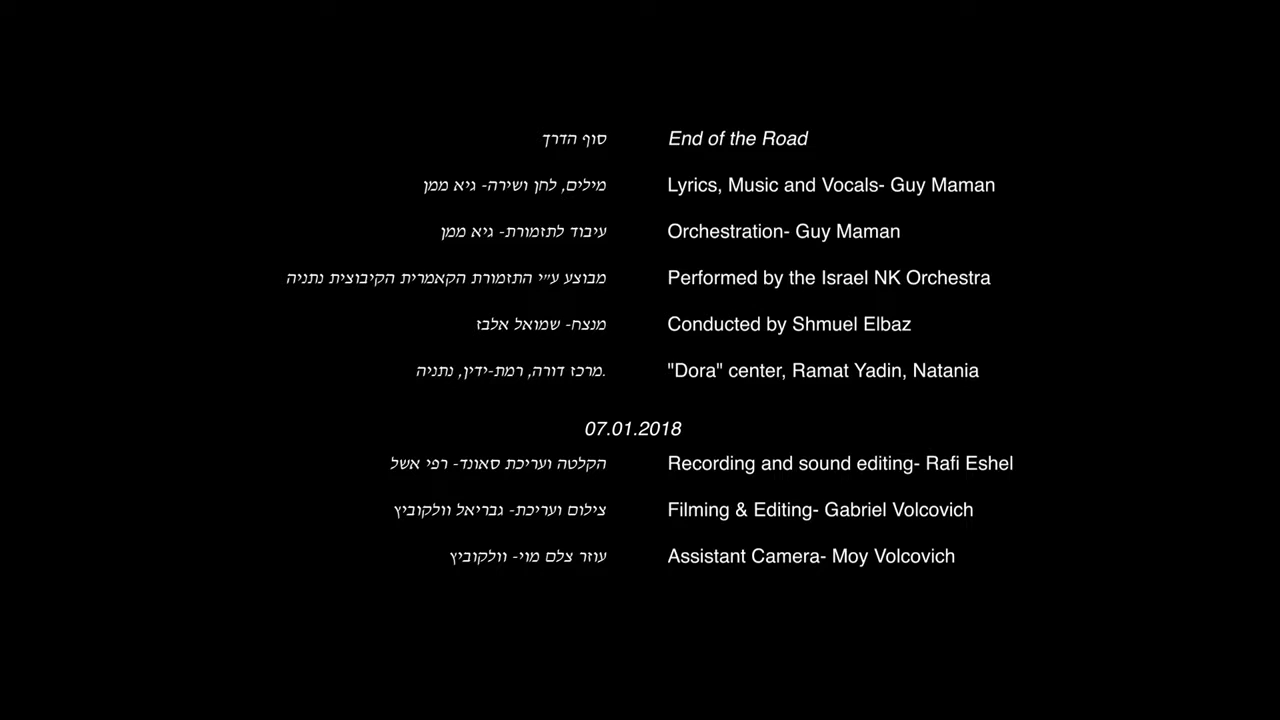 סוף הדרך End of the Road
מילים, לחן ושירה- גיא ממן Lyrics, Music and Vocals- Guy Maman
עיבוד לתזמורת- גיא ממן Orchestration- Guy Maman
מבוצע ע״י התזמורת הקאמרית הקיבוצית נתניה Performed by the Israel NK Orchestra
מנצח- שמואל אלבז Conducted by Shmuel Elbaz
מרכז דורה, רמת-ידין, נתניה. "Dora" center, Ramat Yadin, Natania
07.01.2018
הקלטה ועריכת סאונד- רפי אשל Recording and sound editing- Rafi Eshel
צילום ועריכת- גבריאל וולקוביץ Filming & Editing- Gabriel Volcovich
עוזר צלם מוי- וולקוביץ Assistant Camera- Moy Volcovich